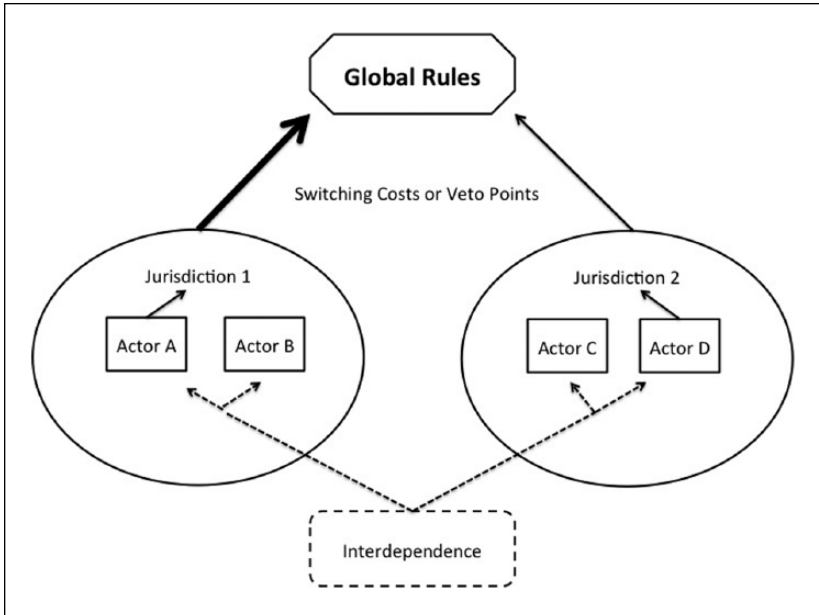 Global Rules
Switching Costs or Veto Points
Jurisdiction 1
Jurisdiction 2
Actor A
Actor B
Actor C
Actor D
Interdependence